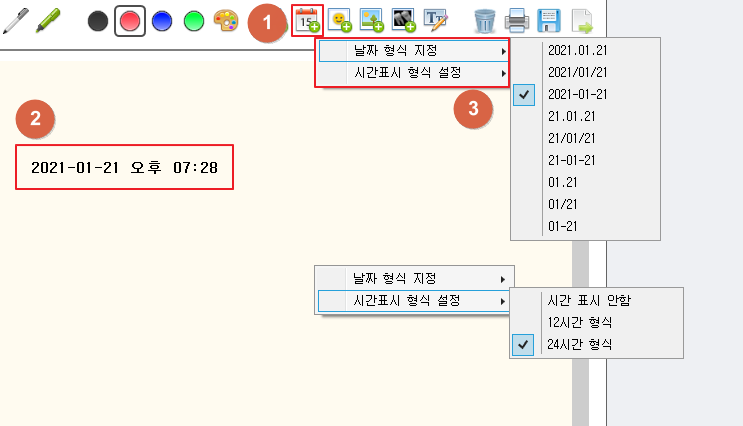 1
15
날짜 형식 지정
시간표시 형식 설정
3
2021.01.21
2021/01/21
2021-01-21
21.01.21
21/01/21
21-01-21
01.21
01/21
01-21
2
2021-01-21 오후 07:28
날짜 형식 지정
시간표시 형식 설정
시간 표시 안함
12시간 형식
24시간 형식